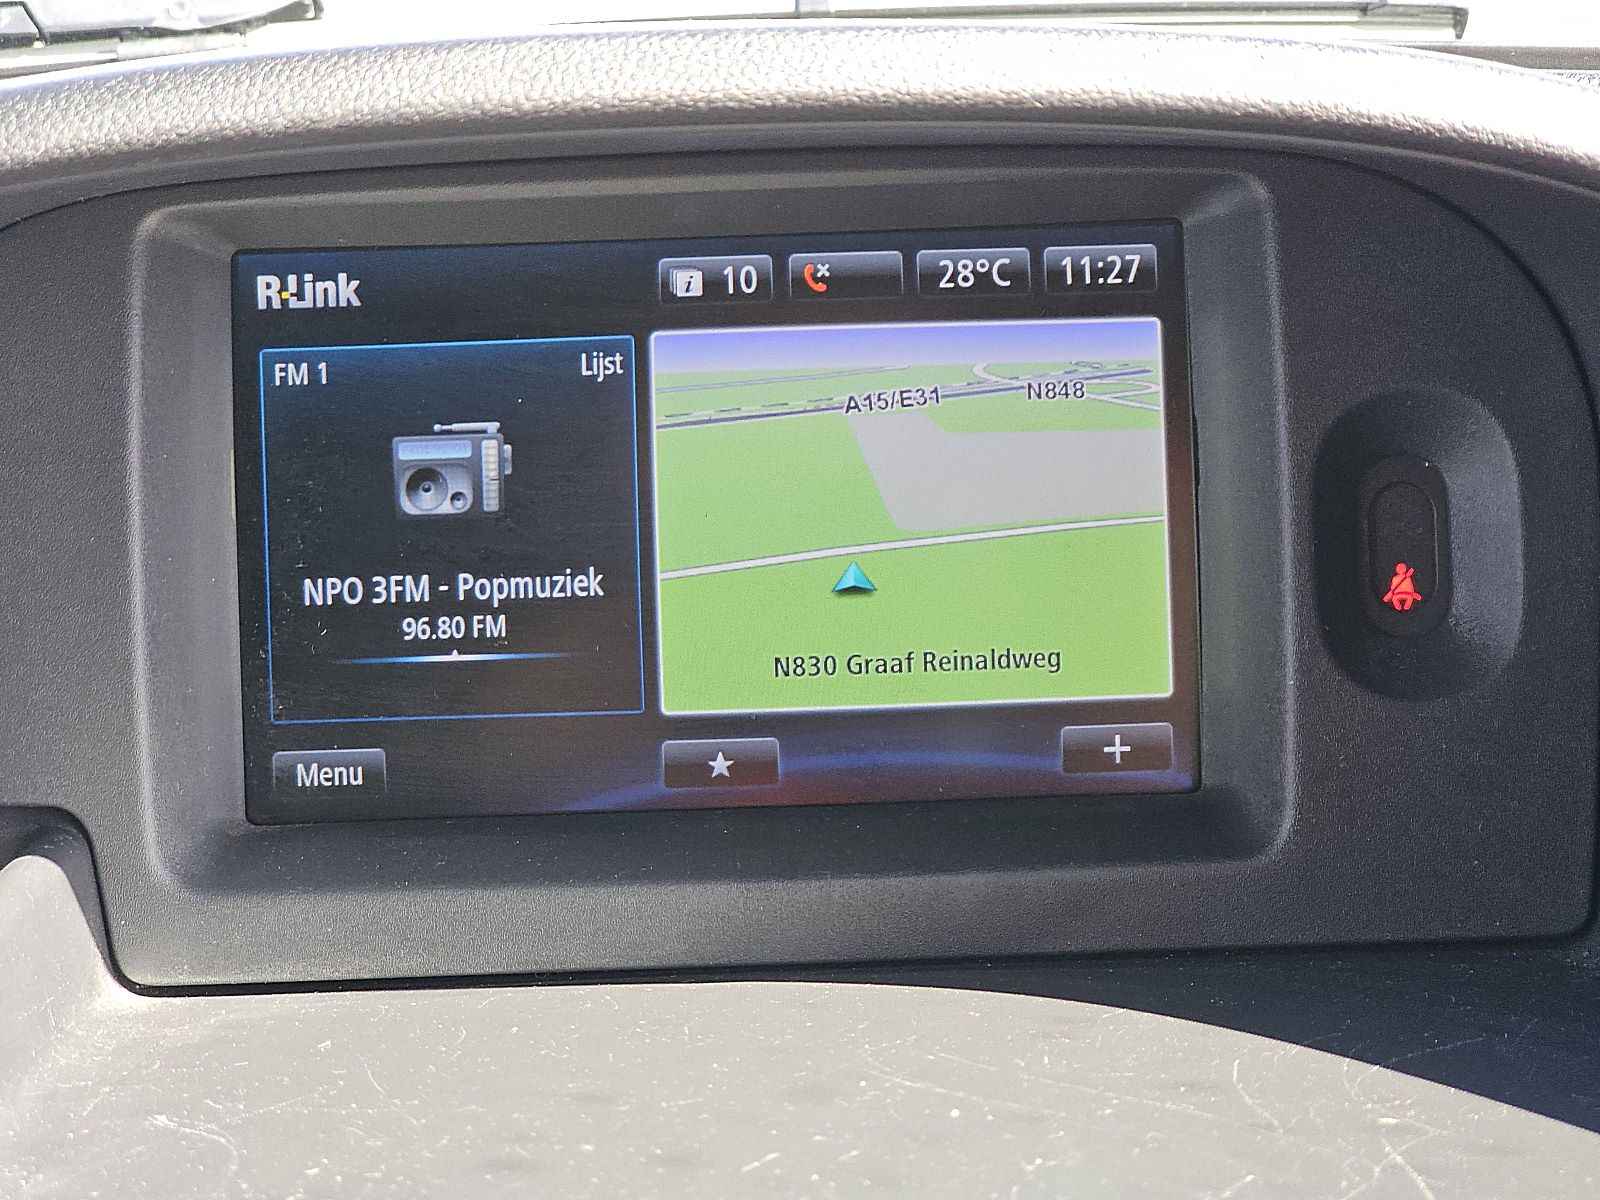 R-Link
i 10
28°C
11:27
FM 1
Lijst
NPO 3FM - Popmuziek
96.80 FM
A15/E31
N848
N830 Graaf Reinaldweg
Menu